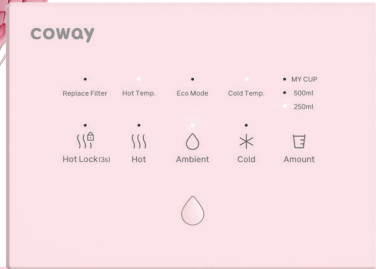 coway
MY CUP
Replace Filter Hot Temp. Eco Mode Cold Temp. 500ml
250ml
Hot Lock(3s) Hot Ambient Cold Amount